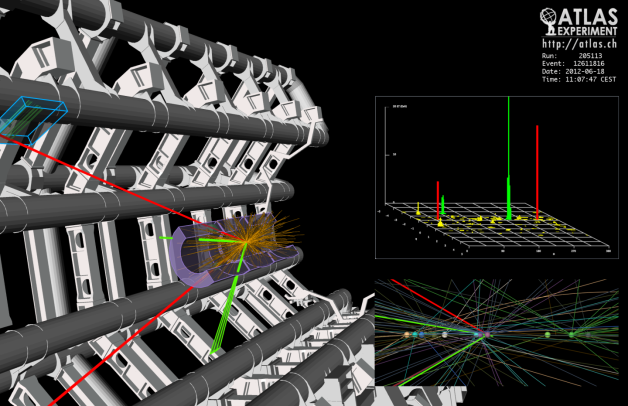 ATLAS
EXPERIMENT
http://atlas.ch
Run: 205113
Event: 12611816
Date: 2012-06-18
Time: 11:07:47 CEST